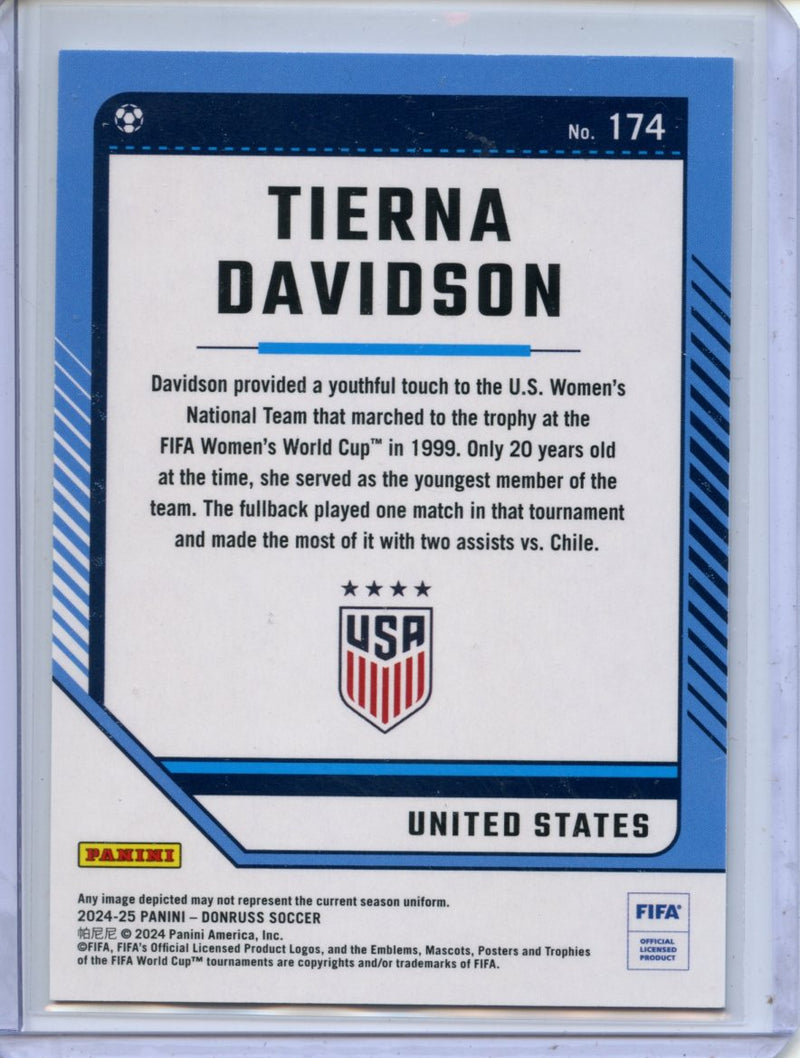 No. 174
TIERNA
DAVIDSON
Davidson provided a youthful touch to the U.S. Women's
National Team that marched to the trophy at the
FIFA Women's World Cup™ in 1999. Only 20 years old
at the time, she served as the youngest member of the
team. The fullback played one match in that tournament
and made the most of it with two assists vs. Chile.
USA
UNITED STATES
PANINI
Any image depicted may not represent the current season uniform.
2024-25 PANINI – DONRUSS SOCCER
帕尼尼 © 2024 Panini America, Inc.
©FIFA, FIFA's Official Licensed Product Logos, and the Emblems, Mascots, Posters and Trophies
of the FIFA World Cup™ tournaments are copyrights and/or trademarks of FIFA.
FIFA®
OFFICIAL
LICENSED
PRODUCT